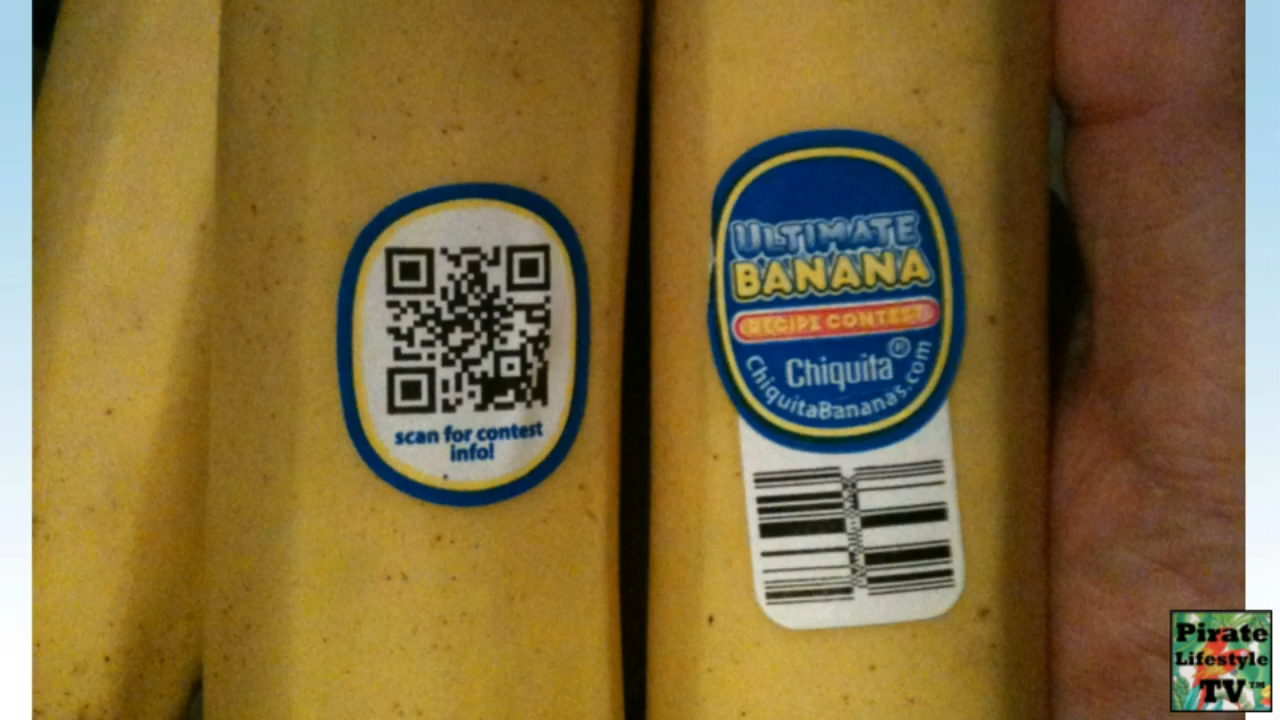 scan for contest
info!
ULTIMATE
BANANA
RECIPE CONTEST
Chiquita®
ChiquitaBananas.com
Pirate
Lifestyle
TV™